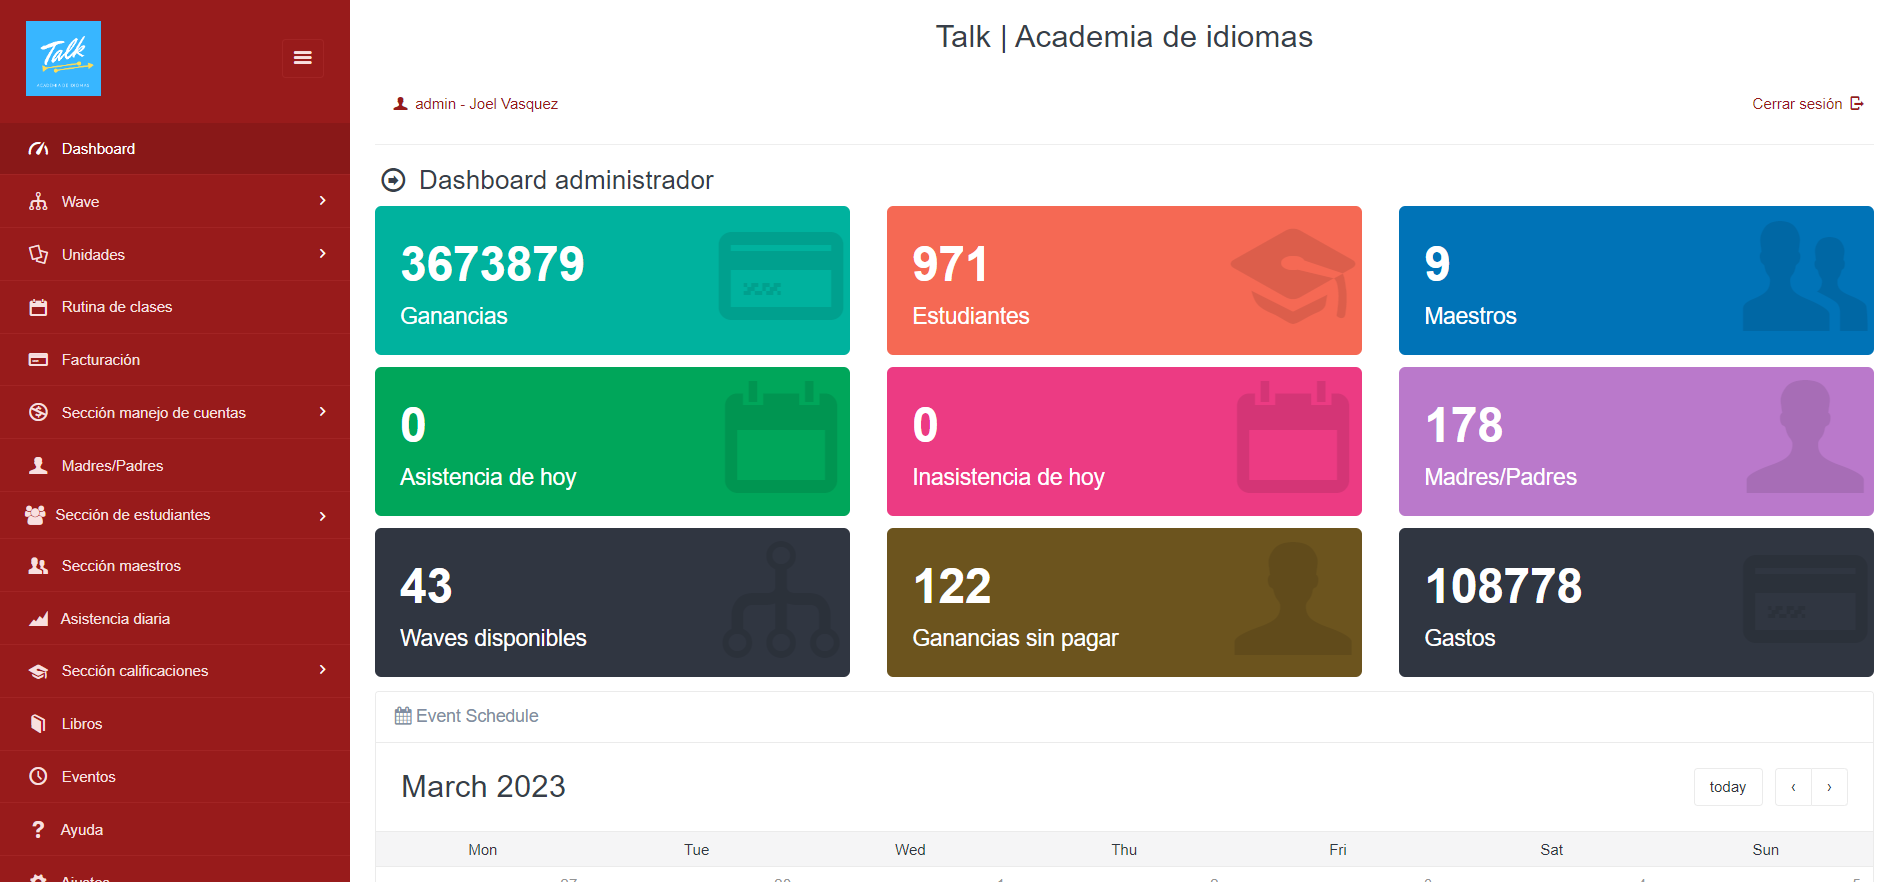 Talk
ACADEMIA DE IDIOMAS
Dashboard
Wave
Unidades
Rutina de clases
Facturación
Sección manejo de cuentas
Madres/Padres
Sección de estudiantes
Sección maestros
Asistencia diaria
Sección calificaciones
Libros
Eventos
Ayuda
Ajustes
Talk | Academia de idiomas
admin - Joel Vasquez
Cerrar sesión
Dashboard administrador
3673879
Ganancias
971
Estudiantes
9
Maestros
0
Asistencia de hoy
0
Inasistencia de hoy
178
Madres/Padres
43
Waves disponibles
122
Ganancias sin pagar
108778
Gastos
Event Schedule
March 2023
today ‹ ›
Mon Tue Wed Thu Fri Sat Sun
27 28 1 2 3 4 5